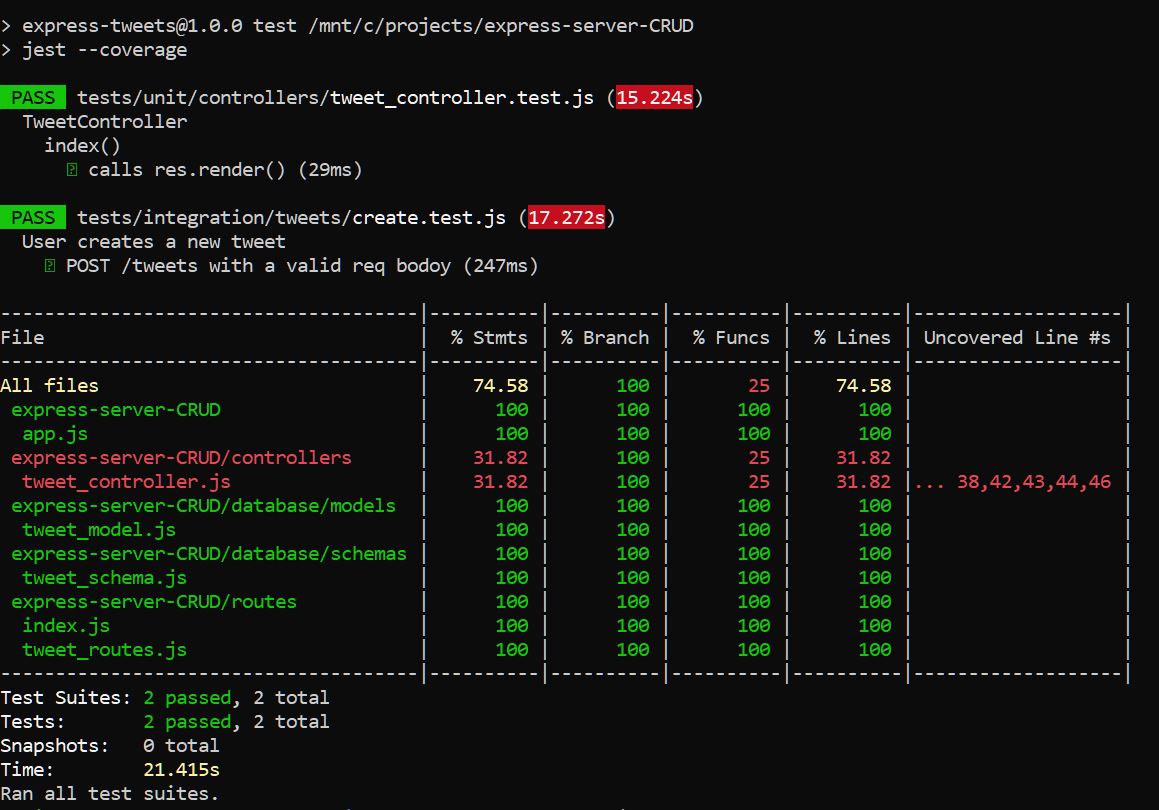 > express-tweets@1.0.0 test /mnt/c/projects/express-server-CRUD
> jest --coverage
PASS tests/unit/controllers/tweet_controller.test.js (15.224s)
TweetController
index()
calls res.render() (29ms)
PASS tests/integration/tweets/create.test.js (17.272s)
User creates a new tweet
POST /tweets with a valid req bodoy (247ms)
--------------------------------------|----------|----------|----------|----------|-------------------|
File                                  |  % Stmts | % Branch |  % Funcs |  % Lines | Uncovered Line #s |
--------------------------------------|----------|----------|----------|----------|-------------------|
All files                             |    74.58 |      100 |       25 |    74.58 |                   |
 express-server-CRUD                  |      100 |      100 |      100 |      100 |                   |
  app.js                              |      100 |      100 |      100 |      100 |                   |
 express-server-CRUD/controllers      |    31.82 |      100 |       25 |    31.82 |                   |
  tweet_controller.js                 |    31.82 |      100 |       25 |    31.82 |... 38,42,43,44,46 |
 express-server-CRUD/database/models  |      100 |      100 |      100 |      100 |                   |
  tweet_model.js                      |      100 |      100 |      100 |      100 |                   |
 express-server-CRUD/database/schemas |      100 |      100 |      100 |      100 |                   |
  tweet_schema.js                     |      100 |      100 |      100 |      100 |                   |
 express-server-CRUD/routes           |      100 |      100 |      100 |      100 |                   |
  index.js                            |      100 |      100 |      100 |      100 |                   |
  tweet_routes.js                     |      100 |      100 |      100 |      100 |                   |
--------------------------------------|----------|----------|----------|----------|-------------------|
Test Suites: 2 passed, 2 total
Tests:       2 passed, 2 total
Snapshots:   0 total
Time:        21.415s
Ran all test suites.